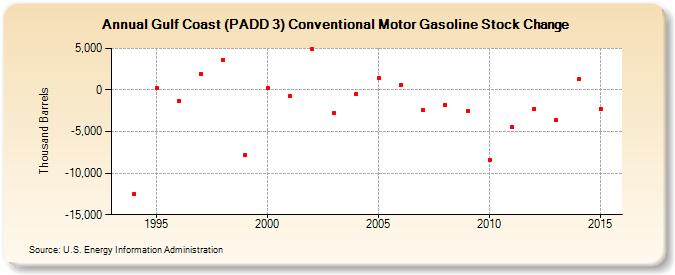 Annual Gulf Coast (PADD 3) Conventional Motor Gasoline Stock Change
Thousand Barrels
5,000
0
-5,000
-10,000
-15,000
1995 2000 2005 2010 2015
Source: U.S. Energy Information Administration